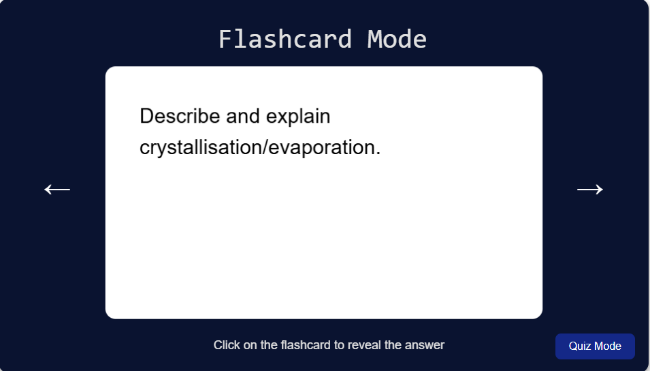 Flashcard Mode
Describe and explain
crystallisation/evaporation.
←
→
Click on the flashcard to reveal the answer
Quiz Mode